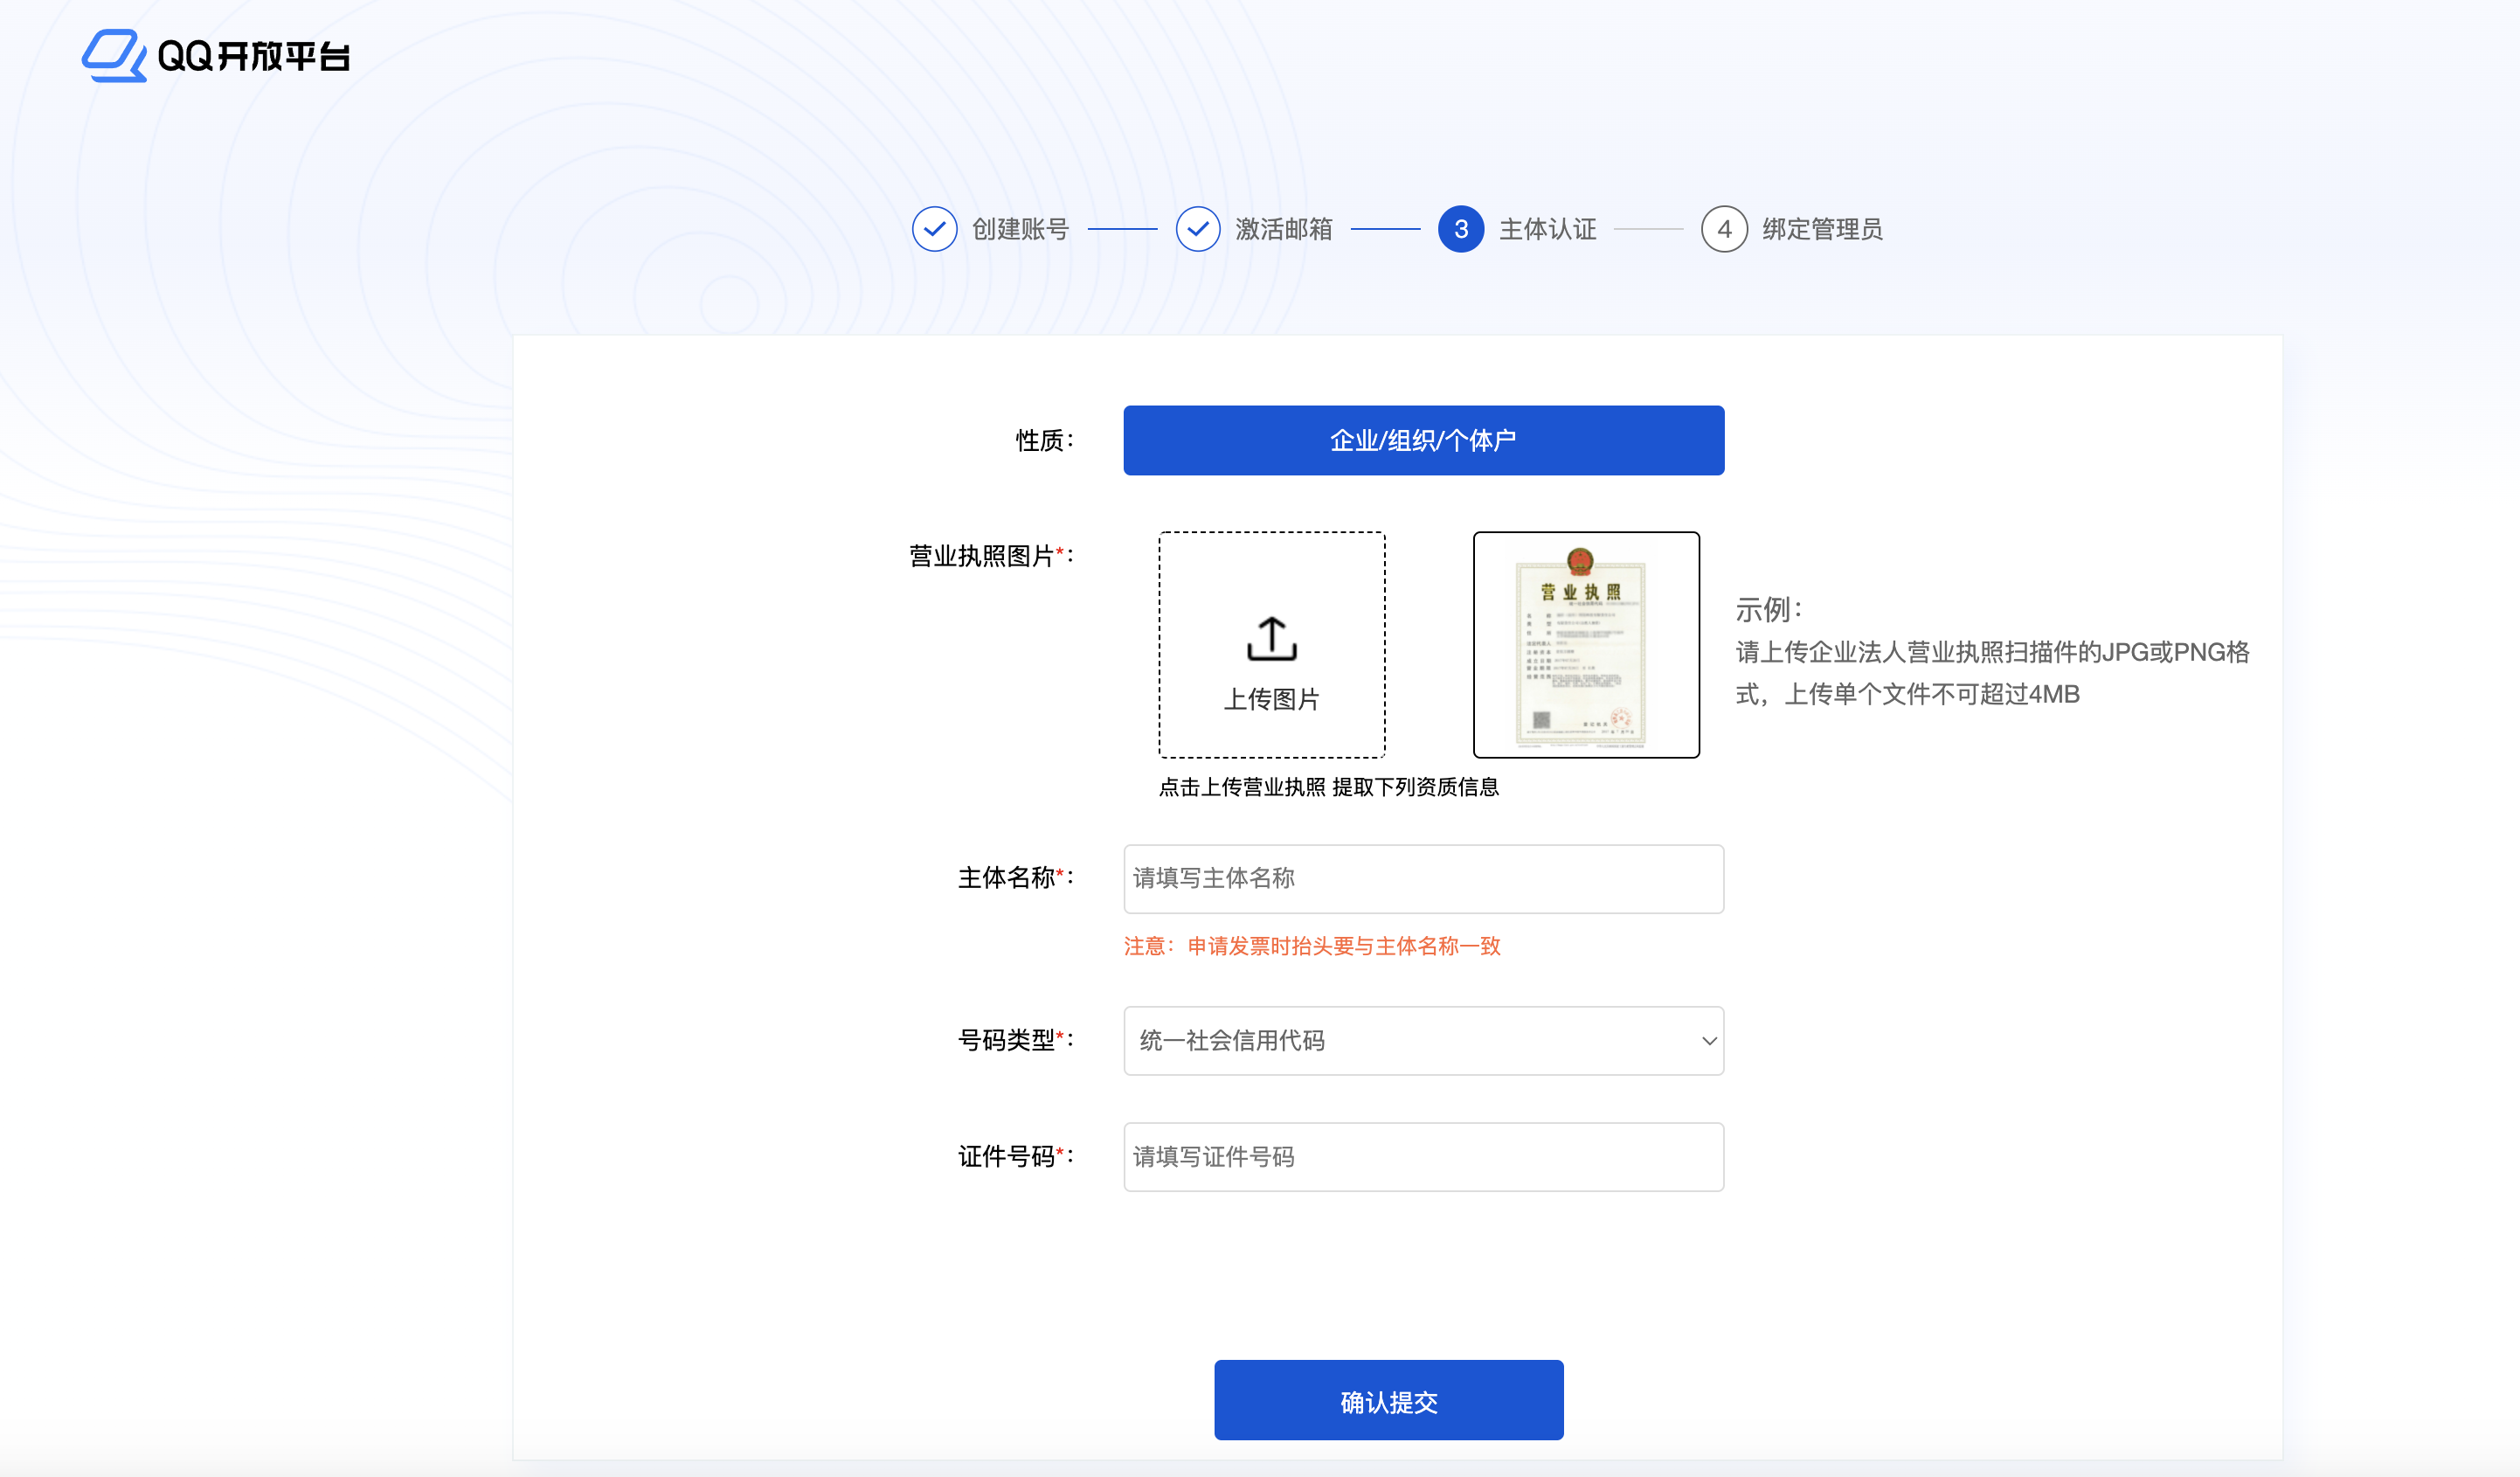 QQ开放平台
创建账号
激活邮箱
3 主体认证
4 绑定管理员
性质：
企业/组织/个体户
营业执照图片*：
上传图片
营业执照
示例：
请上传企业法人营业执照扫描件的JPG或PNG格
式，上传单个文件不可超过4MB
点击上传营业执照 提取下列资质信息
主体名称*：
请填写主体名称
注意：申请发票时抬头要与主体名称一致
号码类型*：
统一社会信用代码
证件号码*：
请填写证件号码
确认提交